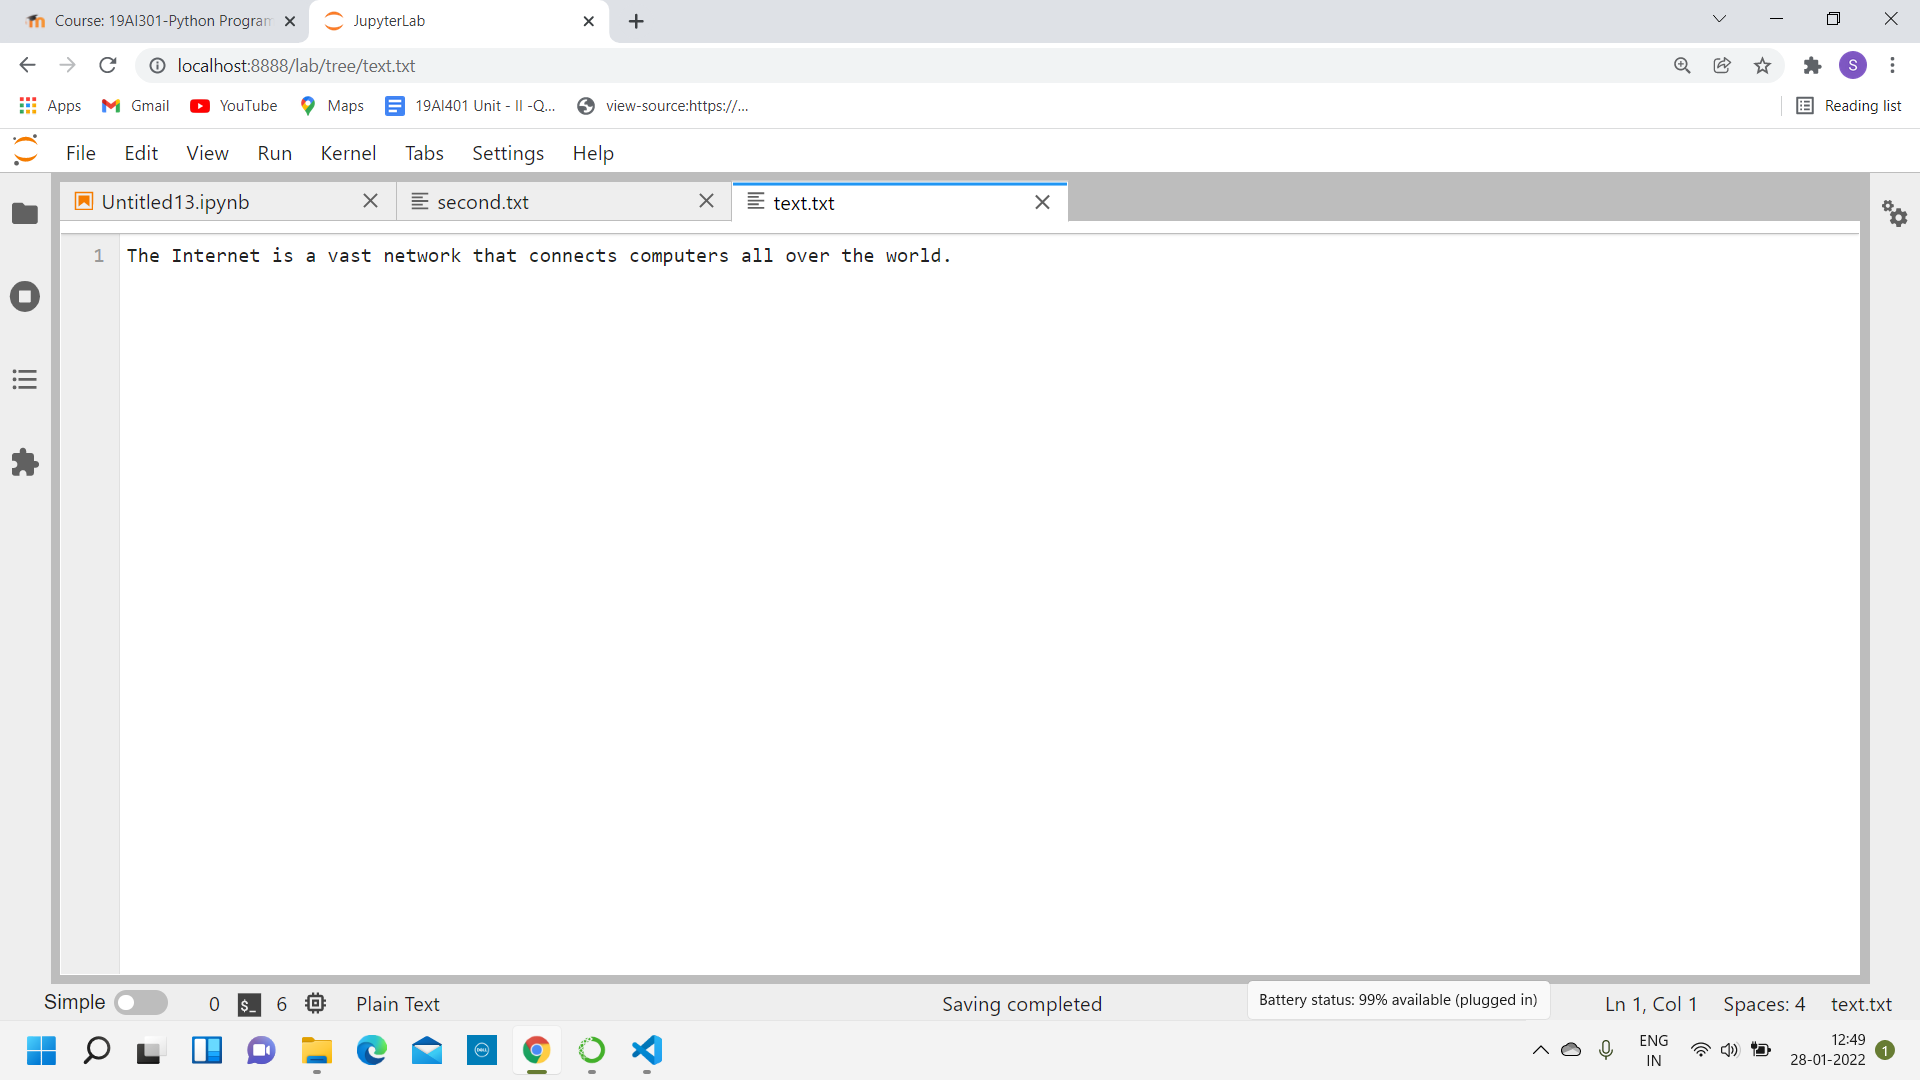 Course: 19AI301-Python Program
JupyterLab
localhost:8888/lab/tree/text.txt
S
Apps
Gmail
YouTube
Maps
19AI401 Unit - II -Q...
view-source:https://...
Reading list
File Edit View Run Kernel Tabs Settings Help
Untitled13.ipynb
second.txt
text.txt
1 The Internet is a vast network that connects computers all over the world.
Simple 0 $_ 6 Plain Text
Saving completed
Battery status: 99% available (plugged in)
Ln 1, Col 1 Spaces: 4 text.txt
DELL
ENG
IN
12:49
28-01-2022
1